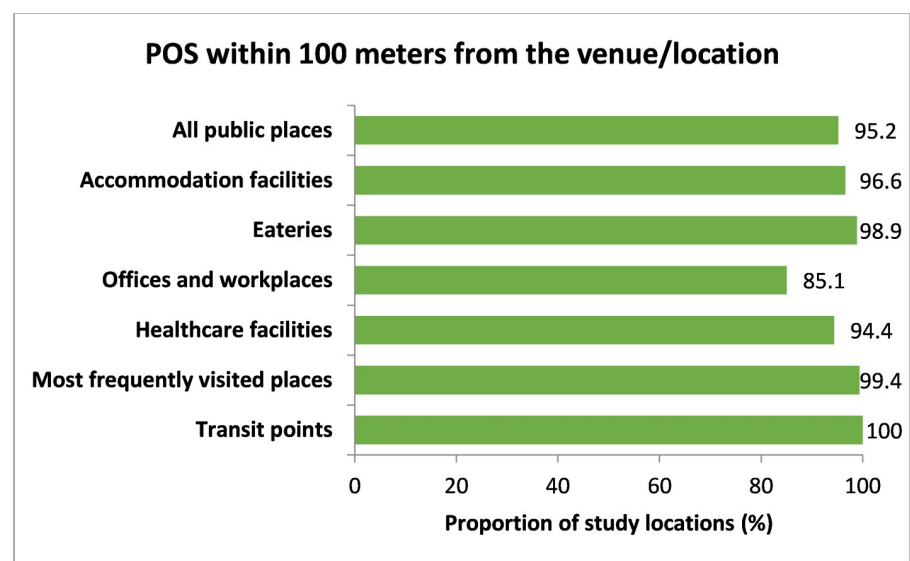 POS within 100 meters from the venue/location
All public places 95.2
Accommodation facilities 96.6
Eateries 98.9
Offices and workplaces 85.1
Healthcare facilities 94.4
Most frequently visited places 99.4
Transit points 100
0 20 40 60 80 100
Proportion of study locations (%)